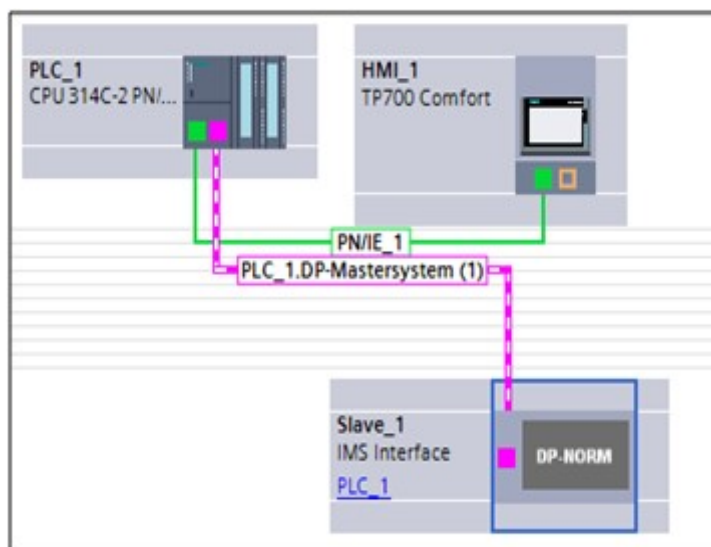 PLC_1
CPU 314C-2 PN/...
HMI_1
TP700 Comfort
PN/IE_1
PLC_1.DP-Mastersystem (1)
Slave_1
IMS Interface
PLC_1
DP-NORM